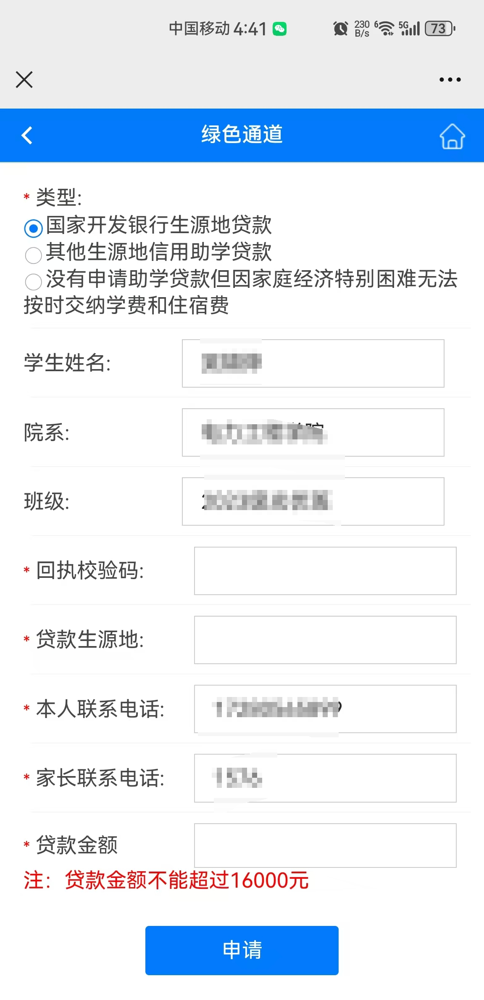 中国移动 4:41 230 B/s 6 5G 73
绿色通道
* 类型:
国家开发银行生源地贷款
其他生源地信用助学贷款
没有申请助学贷款但因家庭经济特别困难无法
按时交纳学费和住宿费
学生姓名:
院系:
班级:
* 回执校验码:
* 贷款生源地:
* 本人联系电话:
* 家长联系电话:
* 贷款金额
注：贷款金额不能超过16000元
申请